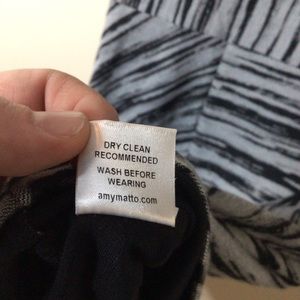 DRY CLEAN
RECOMMENDED
WASH BEFORE
WEARING
amymatto.com